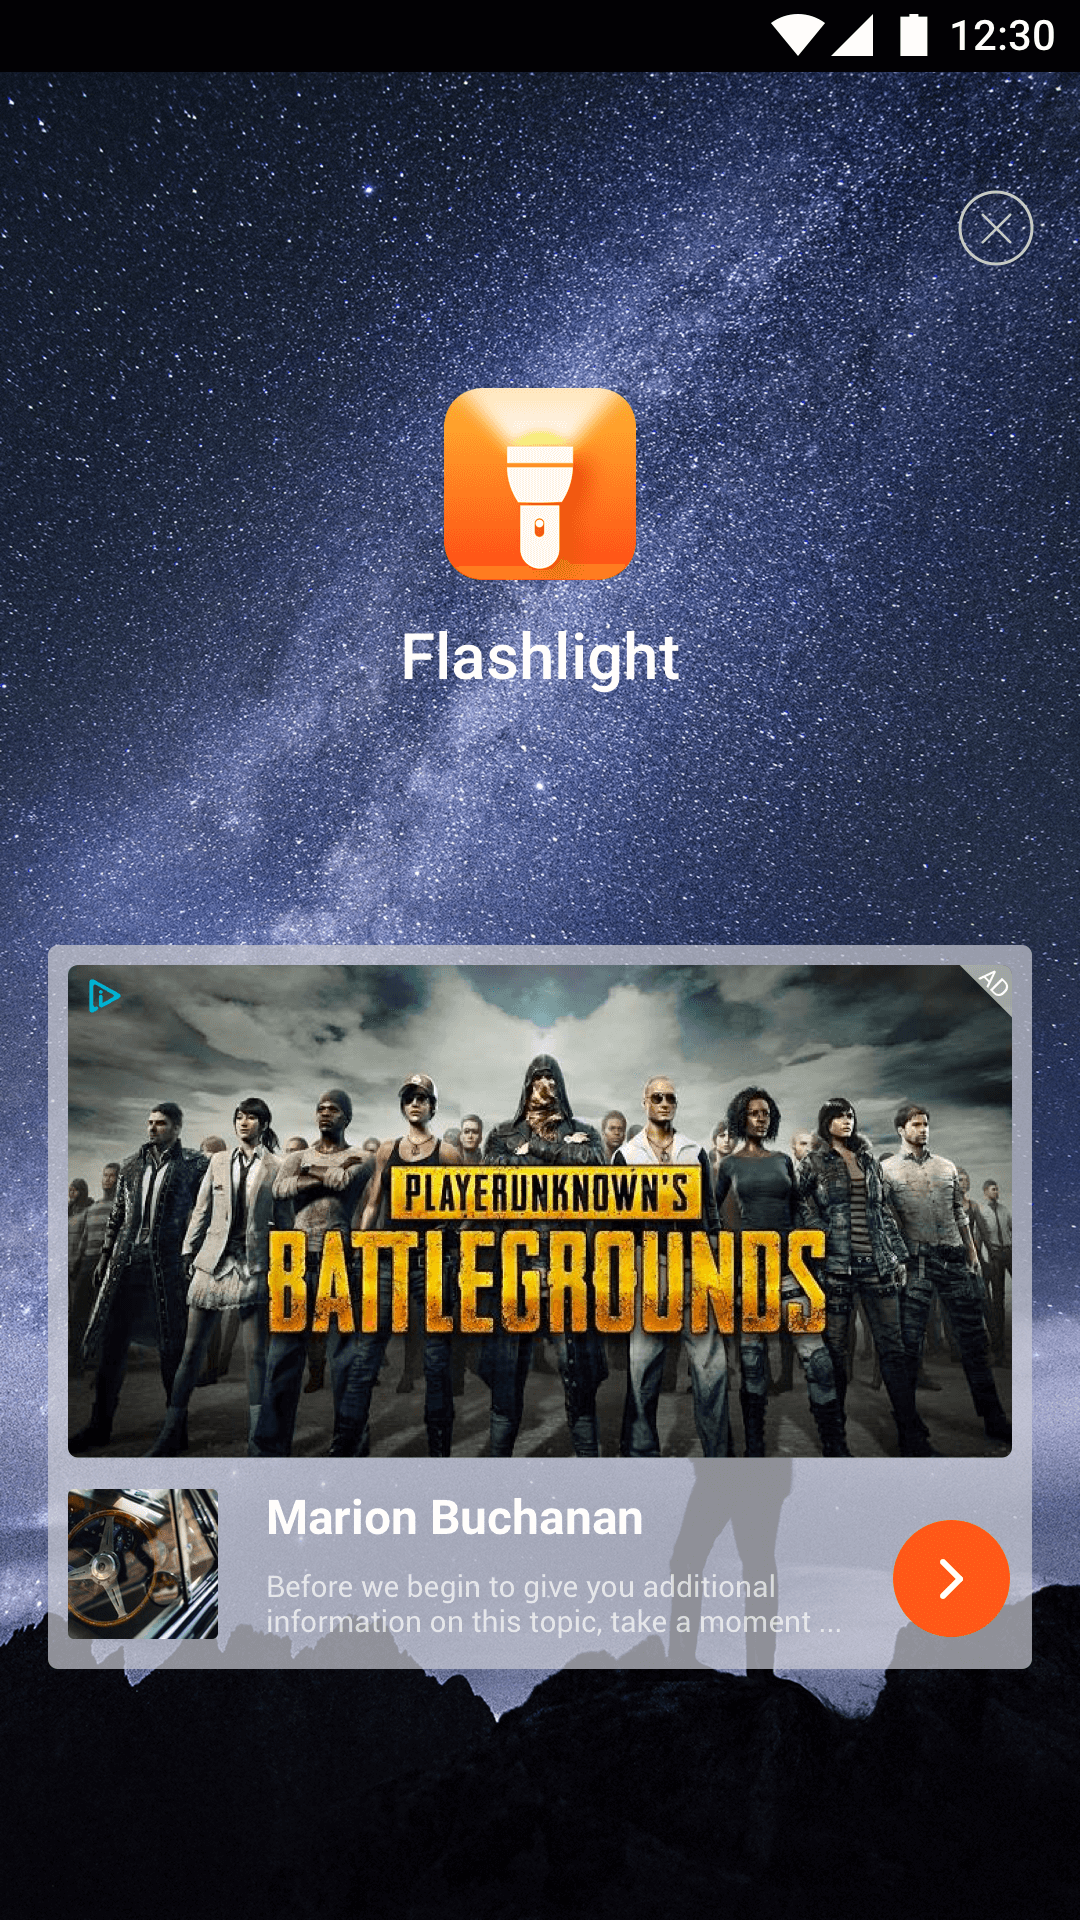 12:30
Flashlight
AD
PLAYERUNKNOWN'S
BATTLEGROUNDS
Marion Buchanan
Before we begin to give you additional
information on this topic, take a moment ...